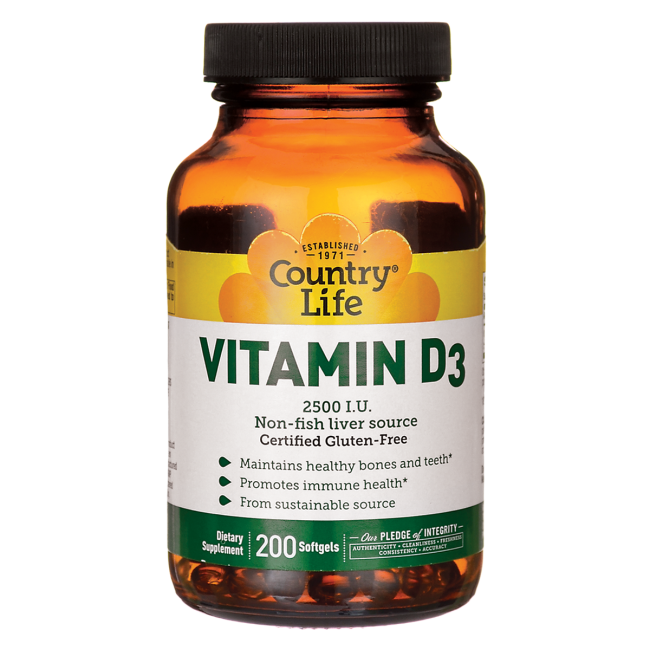 ESTABLISHED
1971
Country®
Life
VITAMIN D3
2500 I.U.
Non-fish liver source
Certified Gluten-Free
Maintains healthy bones and teeth*
Promotes immune health*
From sustainable source
Dietary
Supplement
200 Softgels
Our PLEDGE of INTEGRITY
AUTHENTICITY • CLEANLINESS • FRESHNESS
CONSISTENCY • ACCURACY